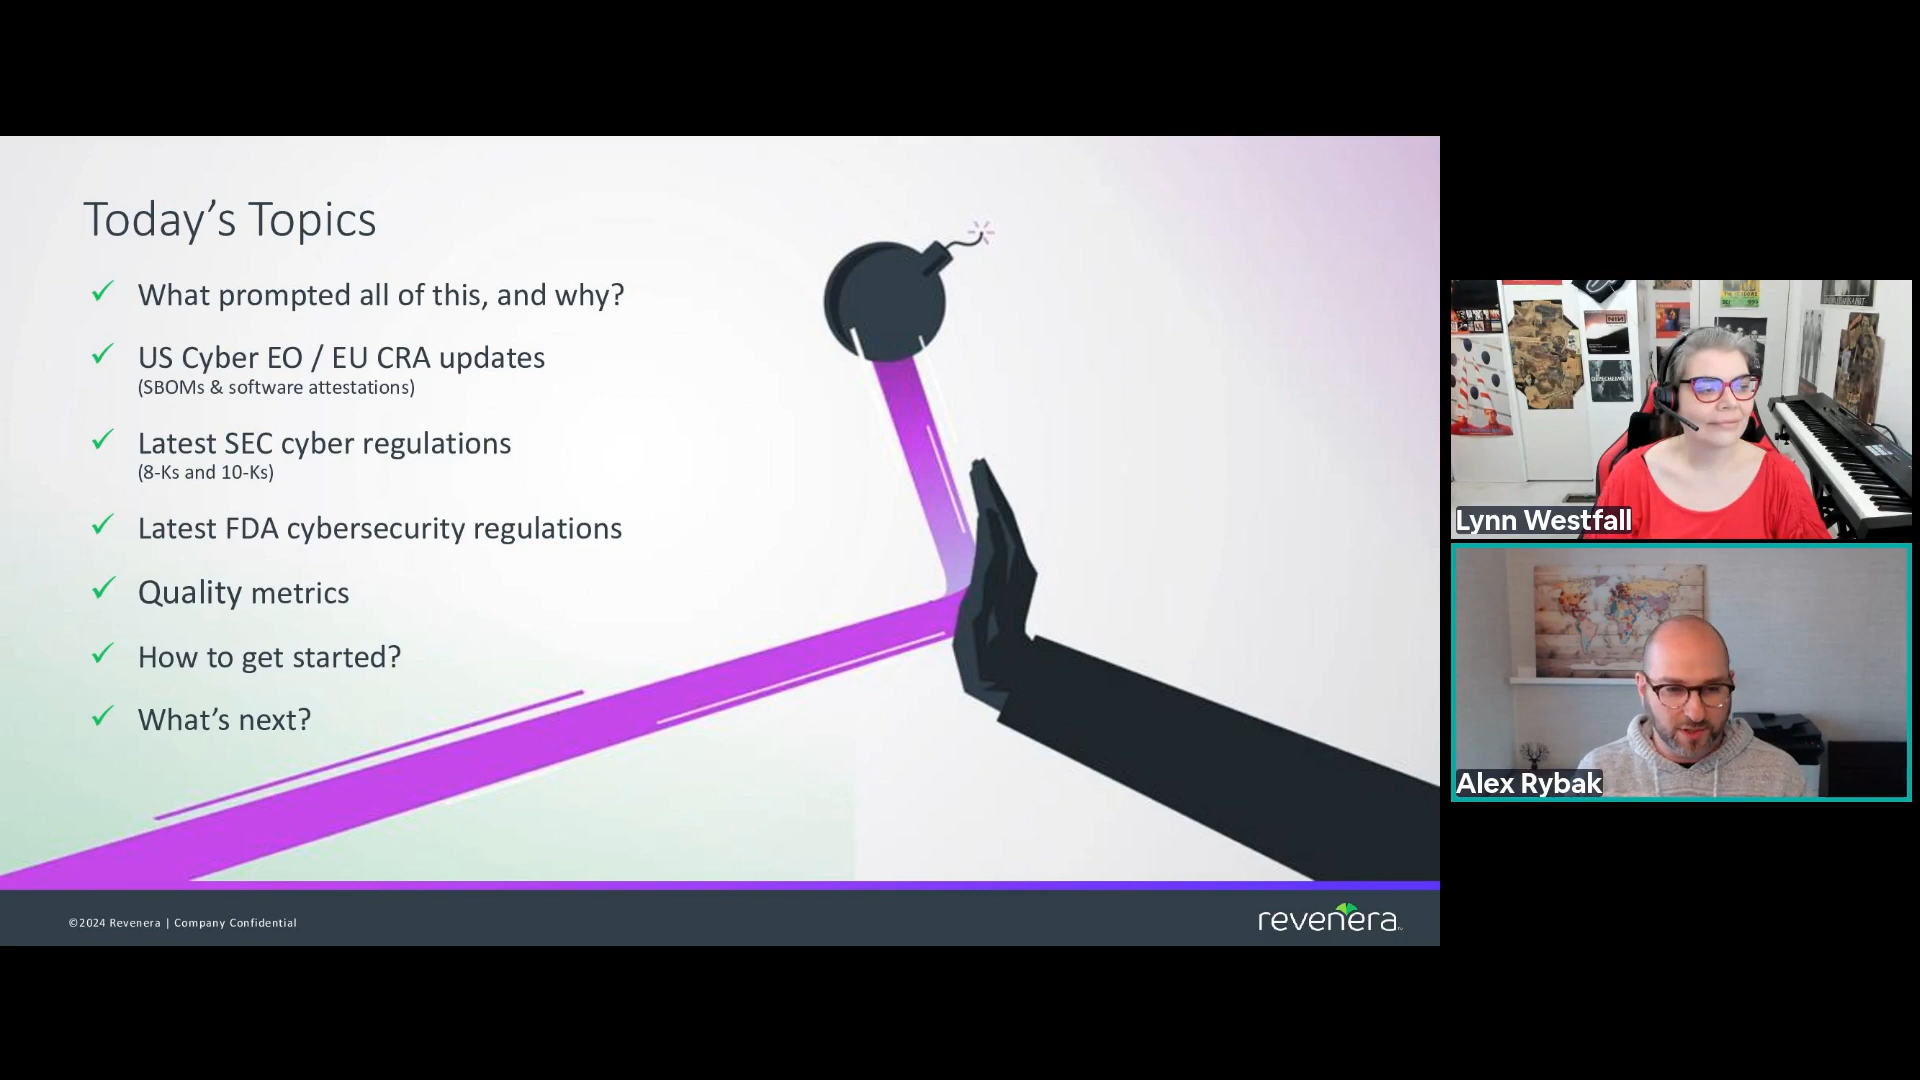 Today's Topics
What prompted all of this, and why?
US Cyber EO / EU CRA updates
(SBOMs & software attestations)
Latest SEC cyber regulations
(8-Ks and 10-Ks)
Latest FDA cybersecurity regulations
Quality metrics
How to get started?
What's next?
©2024 Revenera | Company Confidential
revenera
NIN
Lynn Westfall
Alex Rybak